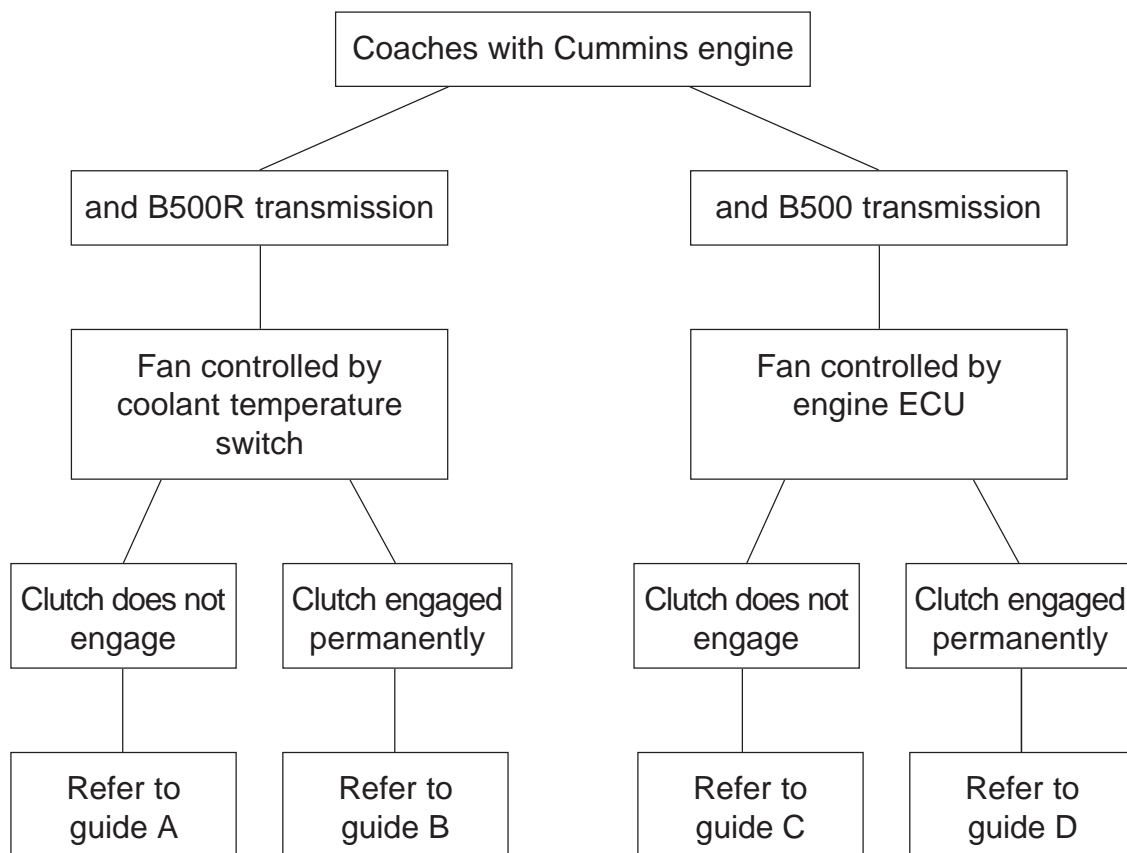 Coaches with Cummins engine
and B500R transmission
and B500 transmission
Fan controlled by
coolant temperature
switch
Fan controlled by
engine ECU
Clutch does not
engage
Clutch engaged
permanently
Clutch does not
engage
Clutch engaged
permanently
Refer to
guide A
Refer to
guide B
Refer to
guide C
Refer to
guide D